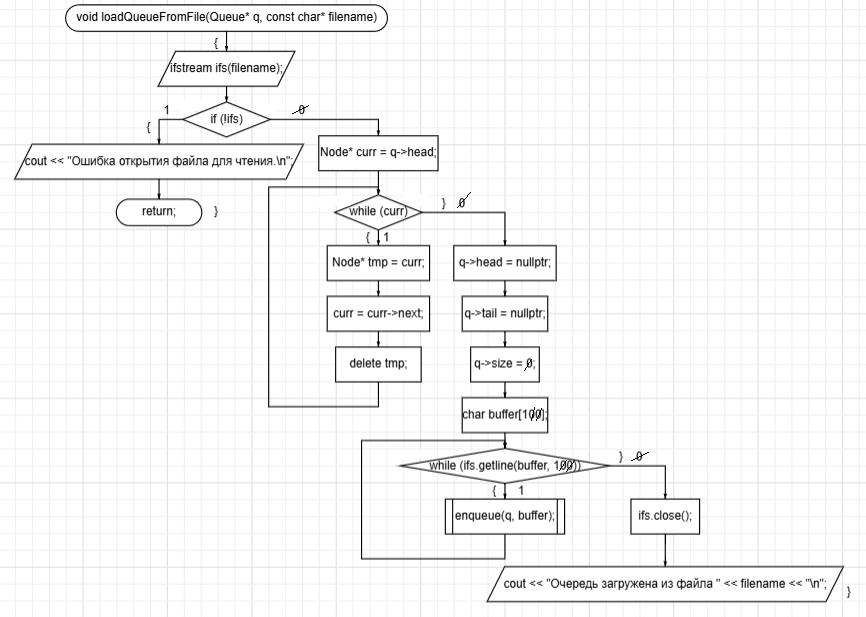 void loadQueueFromFile(Queue* q, const char* filename)
{
ifstream ifs(filename);
1
0
{
if (!ifs)
cout << "Ошибка открытия файла для чтения.\n";
Node* curr = q->head;
return;
}
while (curr)
} 0
{ 1
Node* tmp = curr;
q->head = nullptr;
curr = curr->next;
q->tail = nullptr;
delete tmp;
q->size = 0;
char buffer[100];
while (ifs.getline(buffer, 100))
} 0
{ 1
enqueue(q, buffer);
ifs.close();
cout << "Очередь загружена из файла " << filename << "\n";
}